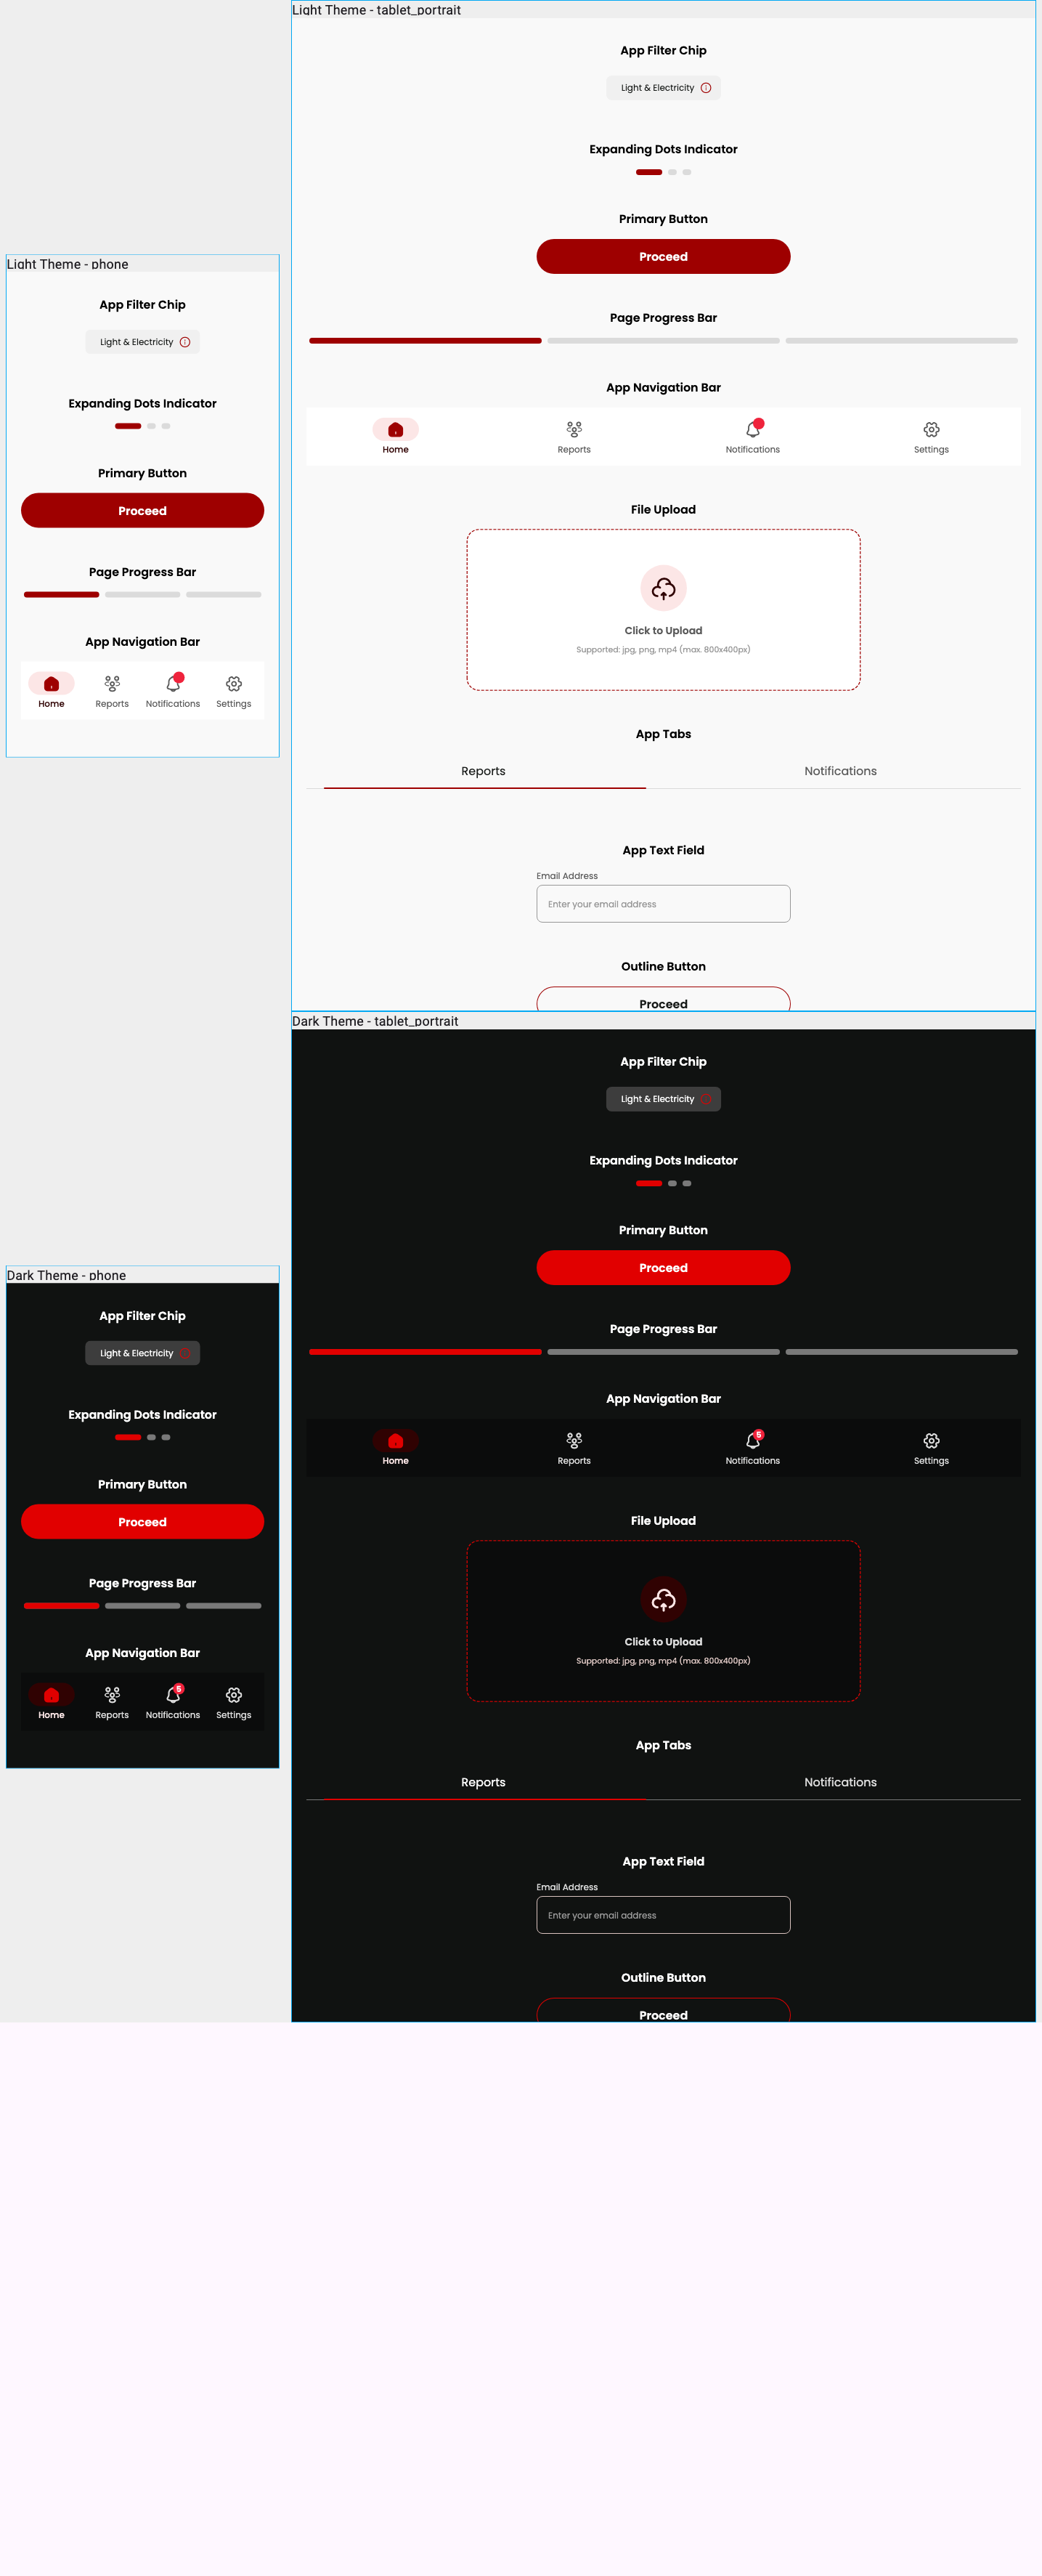 Light Theme - tablet_portrait
App Filter Chip
Light & Electricity
Expanding Dots Indicator
Primary Button
Proceed
Page Progress Bar
App Navigation Bar
Home
Reports
Notifications
Settings
File Upload
Click to Upload
Supported: jpg, png, mp4 (max. 800x400px)
App Tabs
Reports
Notifications
App Text Field
Email Address
Enter your email address
Outline Button
Proceed
Light Theme - phone
App Filter Chip
Light & Electricity
Expanding Dots Indicator
Primary Button
Proceed
Page Progress Bar
App Navigation Bar
Home
Reports
Notifications
Settings
Dark Theme - tablet_portrait
App Filter Chip
Light & Electricity
Expanding Dots Indicator
Primary Button
Proceed
Page Progress Bar
App Navigation Bar
5
Home
Reports
Notifications
Settings
File Upload
Click to Upload
Supported: jpg, png, mp4 (max. 800x400px)
App Tabs
Reports
Notifications
App Text Field
Email Address
Enter your email address
Outline Button
Proceed
Dark Theme - phone
App Filter Chip
Light & Electricity
Expanding Dots Indicator
Primary Button
Proceed
Page Progress Bar
App Navigation Bar
5
Home
Reports
Notifications
Settings